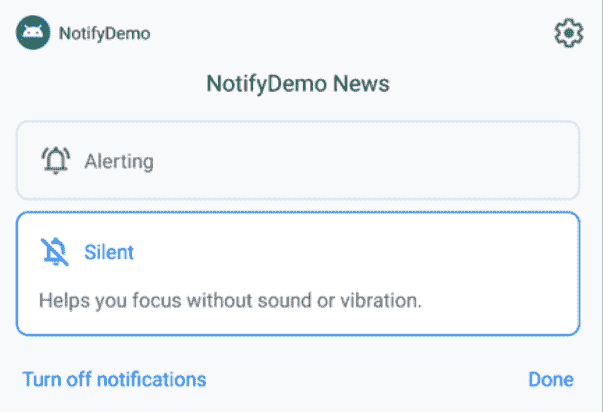 NotifyDemo
NotifyDemo News
Alerting
Silent
Helps you focus without sound or vibration.
Turn off notifications Done